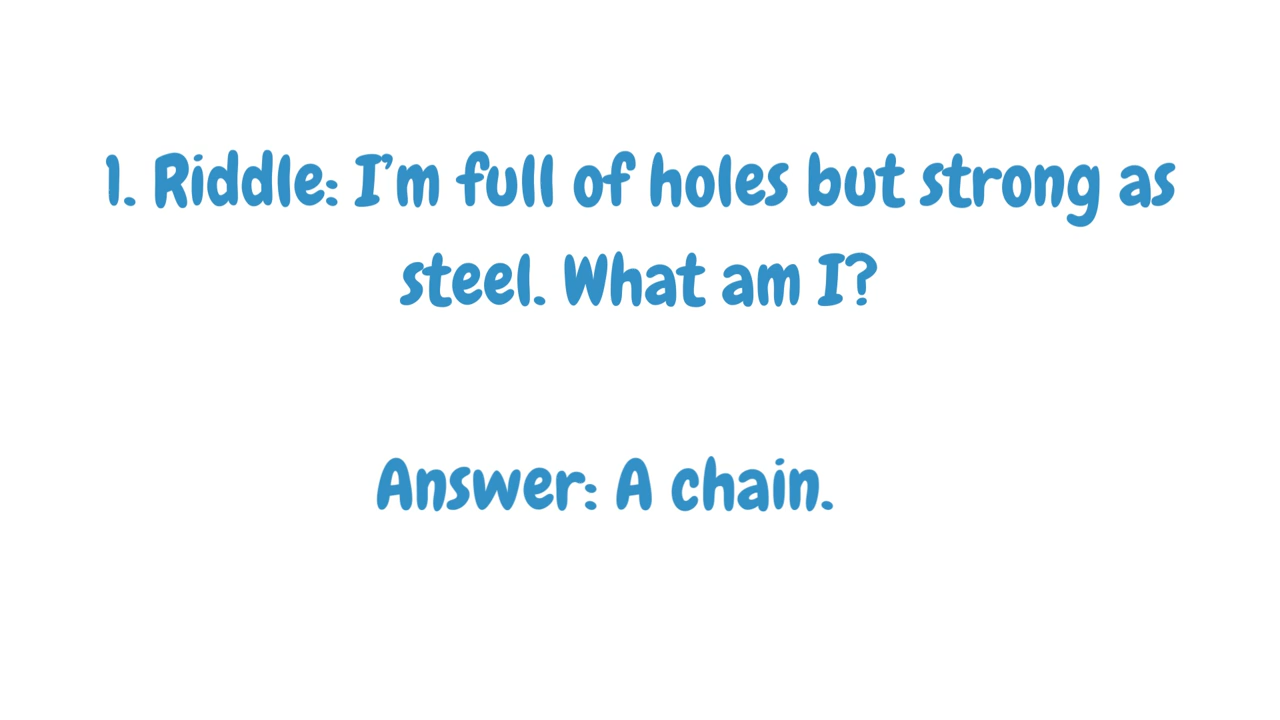 1. Riddle: I’m full of holes but strong as
steel. What am I?
Answer: A chain.